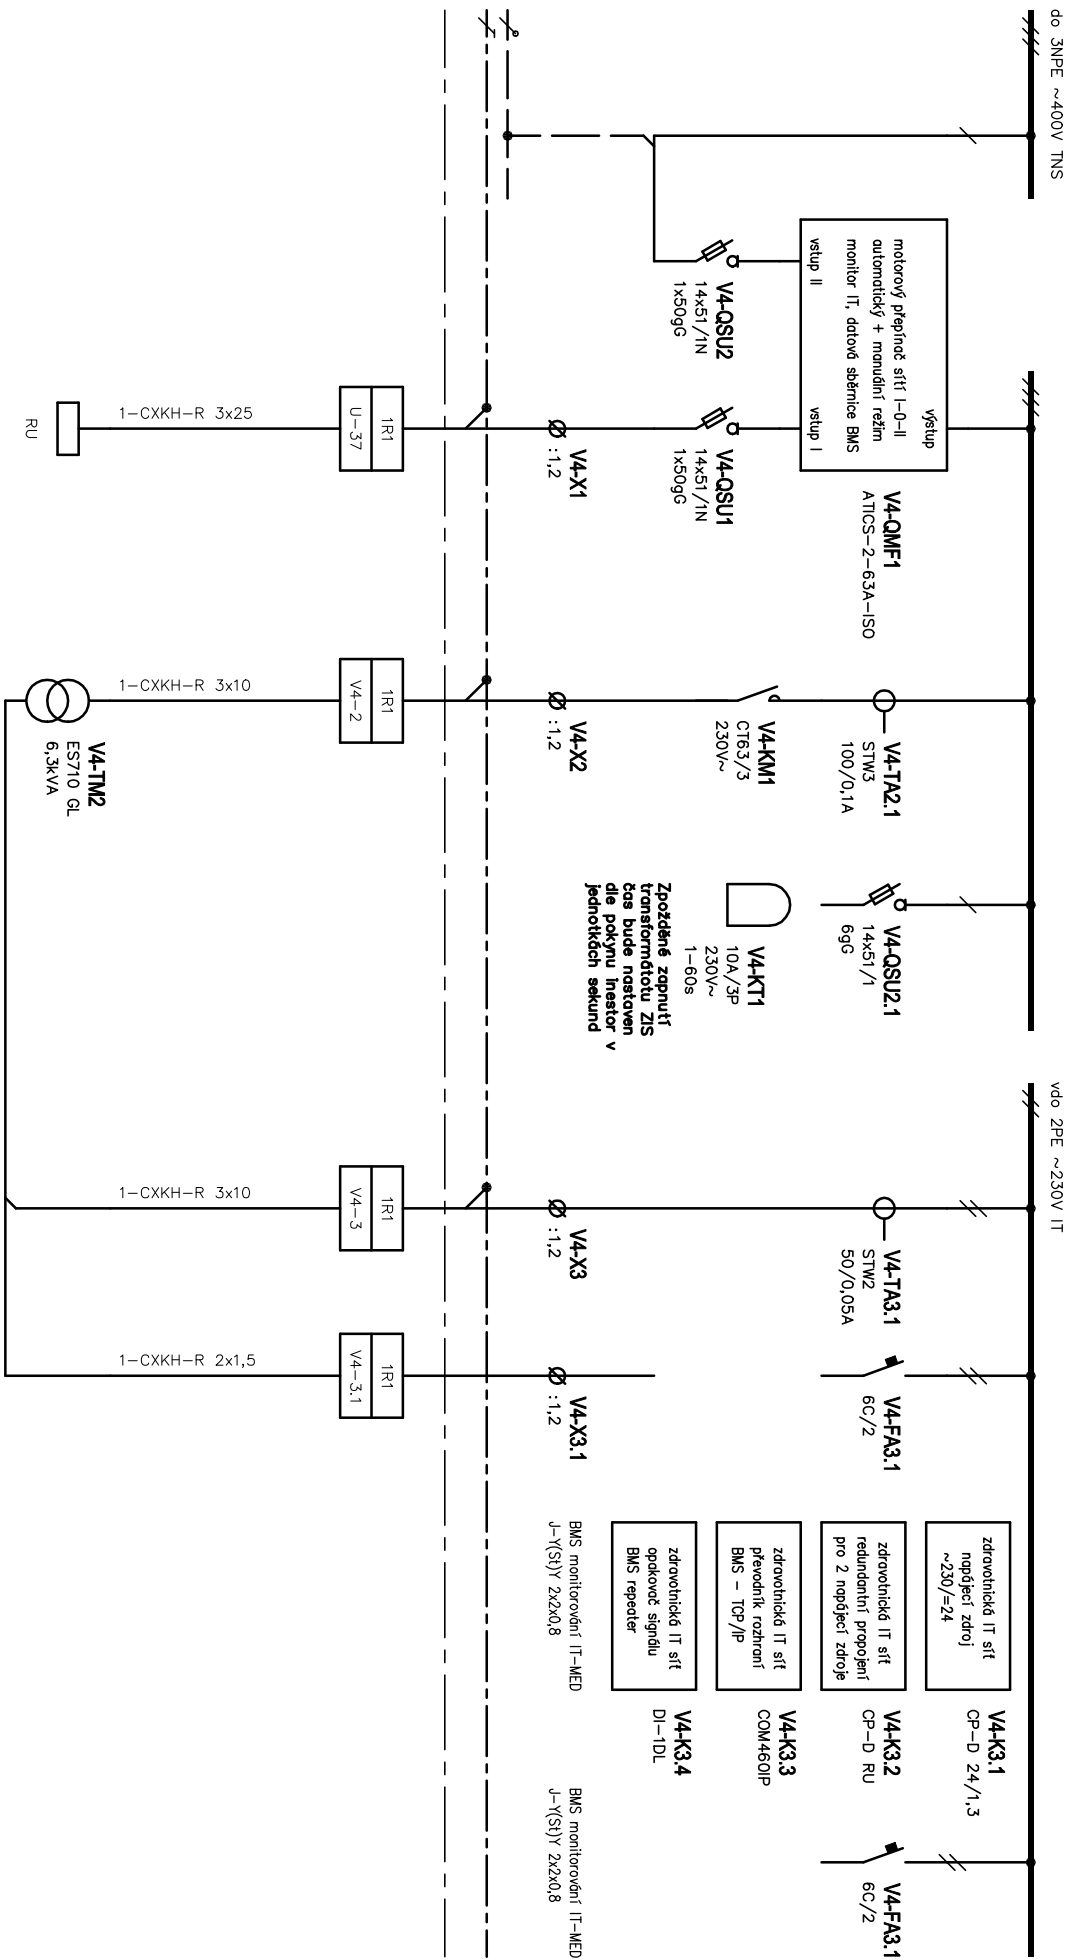 do 3NPE ~400V TNS
vdo 2PE ~230V IT
výstup
motorový přepínač sítí I-0-II
automatický + manuální režim
monitor IT, datová sběrnice BMS
vstup II
vstup I
V4-QMF1
ATICS-2-63A-ISO
V4-QSU2
14x51/1N
1x50gG
V4-QSU1
14x51/1N
1x50gG
V4-X1
:1,2
1R1
U-37
1-CXKH-R 3x25
RU
V4-TA2.1
STW3
100/0,1A
V4-KM1
CT63/3
230V~
V4-X2
:1,2
1R1
V4-2
1-CXKH-R 3x10
V4-TM2
ES710 GL
6,3kVA
V4-QSU2.1
14x51/1
6gG
V4-KT1
10A/3P
230V~
1-60s
Zpožděné zapnutí
transformátotu ZIS
čas bude nastaven
dle pokynu inestor v
jednotkách sekund
V4-TA3.1
STW2
50/0,05A
V4-X3
:1,2
1R1
V4-3
1-CXKH-R 3x10
V4-FA3.1
6C/2
V4-X3.1
:1,2
1R1
V4-3.1
1-CXKH-R 2x1,5
zdravotnická IT síť
napájecí zdroj
~230/=24
V4-K3.1
CP-D 24/1,3
zdravotnická IT síť
redundantní propojení
pro 2 napájecí zdroje
V4-K3.2
CP-D RU
zdravotnická IT síť
převodník rozhraní
BMS - TCP/IP
V4-K3.3
COM460IP
zdravotnická IT síť
opakovač signálu
BMS repeater
V4-K3.4
DI-1DL
BMS monitorování IT-MED
J-Y(St)Y 2x2x0,8
BMS monitorování IT-MED
J-Y(St)Y 2x2x0,8
V4-FA3.1
6C/2